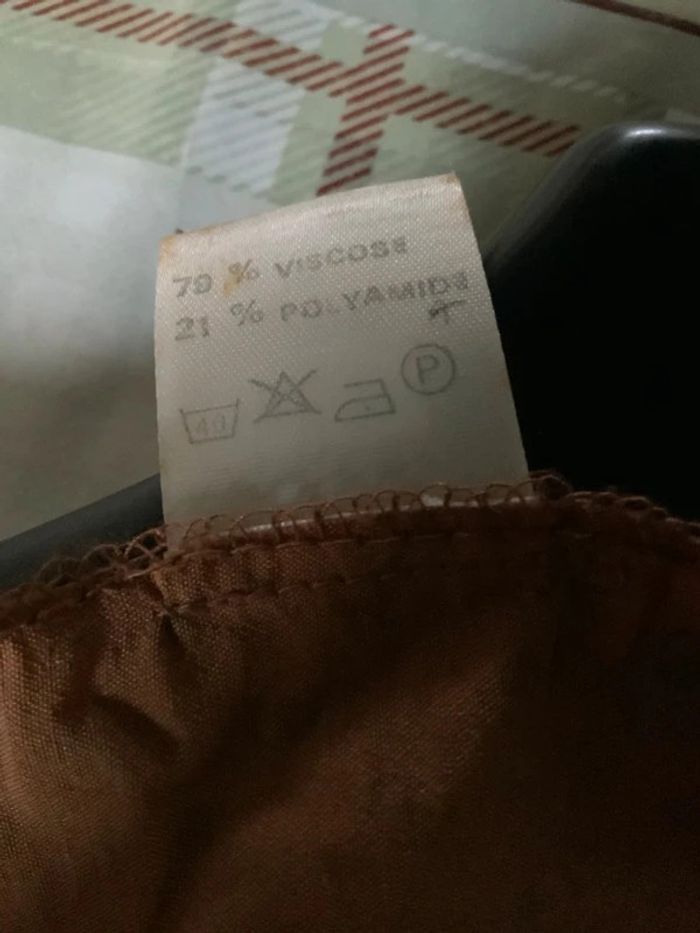 79 % VISCOSE
21 % POLYAMIDE
40
P